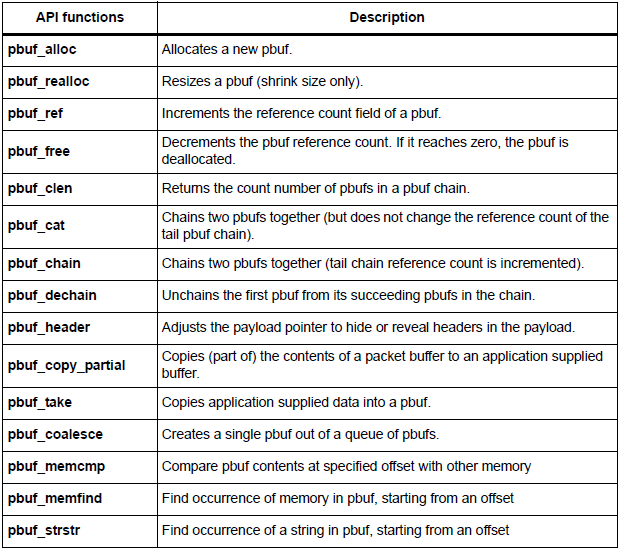 API functions Description
pbuf_alloc Allocates a new pbuf.
pbuf_realloc Resizes a pbuf (shrink size only).
pbuf_ref Increments the reference count field of a pbuf.
pbuf_free Decrements the pbuf reference count. If it reaches zero, the pbuf is
deallocated.
pbuf_clen Returns the count number of pbufs in a pbuf chain.
pbuf_cat Chains two pbufs together (but does not change the reference count of the
tail pbuf chain).
pbuf_chain Chains two pbufs together (tail chain reference count is incremented).
pbuf_dechain Unchains the first pbuf from its succeeding pbufs in the chain.
pbuf_header Adjusts the payload pointer to hide or reveal headers in the payload.
pbuf_copy_partial Copies (part of) the contents of a packet buffer to an application supplied
buffer.
pbuf_take Copies application supplied data into a pbuf.
pbuf_coalesce Creates a single pbuf out of a queue of pbufs.
pbuf_memcmp Compare pbuf contents at specified offset with other memory
pbuf_memfind Find occurrence of memory in pbuf, starting from an offset
pbuf_strstr Find occurrence of a string in pbuf, starting from an offset